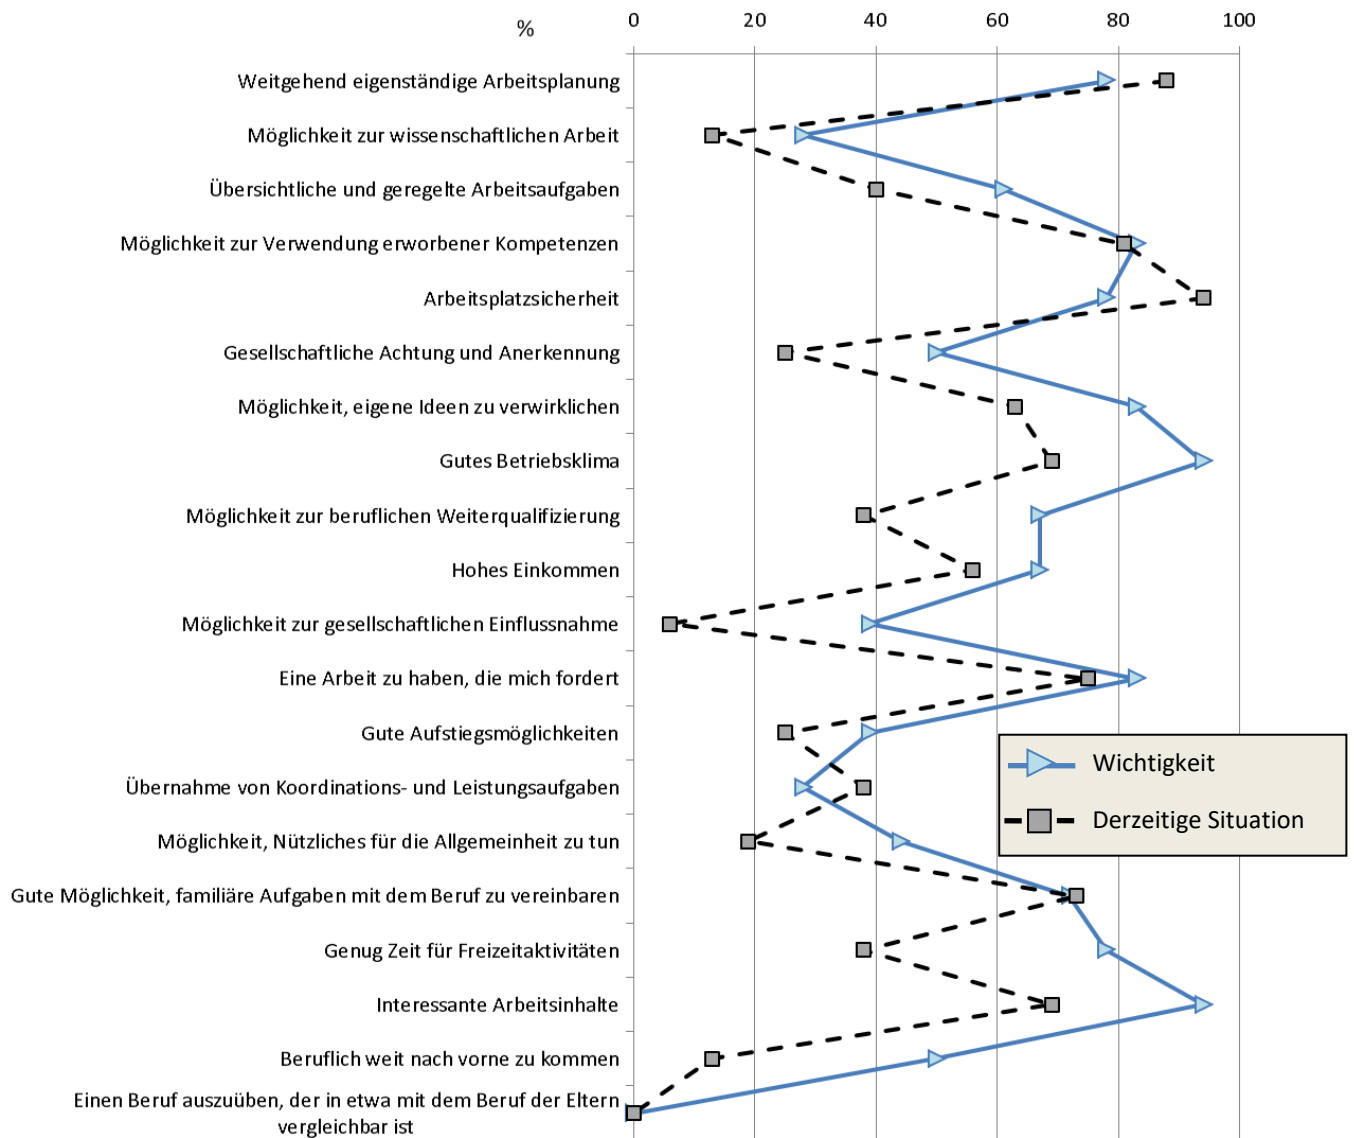 % 0 20 40 60 80 100
Weitgehend eigenständige Arbeitsplanung
Möglichkeit zur wissenschaftlichen Arbeit
Übersichtliche und geregelte Arbeitsaufgaben
Möglichkeit zur Verwendung erworbener Kompetenzen
Arbeitsplatzsicherheit
Gesellschaftliche Achtung und Anerkennung
Möglichkeit, eigene Ideen zu verwirklichen
Gutes Betriebsklima
Möglichkeit zur beruflichen Weiterqualifizierung
Hohes Einkommen
Möglichkeit zur gesellschaftlichen Einflussnahme
Eine Arbeit zu haben, die mich fordert
Gute Aufstiegsmöglichkeiten
Übernahme von Koordinations- und Leistungsaufgaben
Möglichkeit, Nützliches für die Allgemeinheit zu tun
Gute Möglichkeit, familiäre Aufgaben mit dem Beruf zu vereinbaren
Genug Zeit für Freizeitaktivitäten
Interessante Arbeitsinhalte
Beruflich weit nach vorne zu kommen
Einen Beruf auszuüben, der in etwa mit dem Beruf der Eltern
vergleichbar ist
Wichtigkeit
Derzeitige Situation